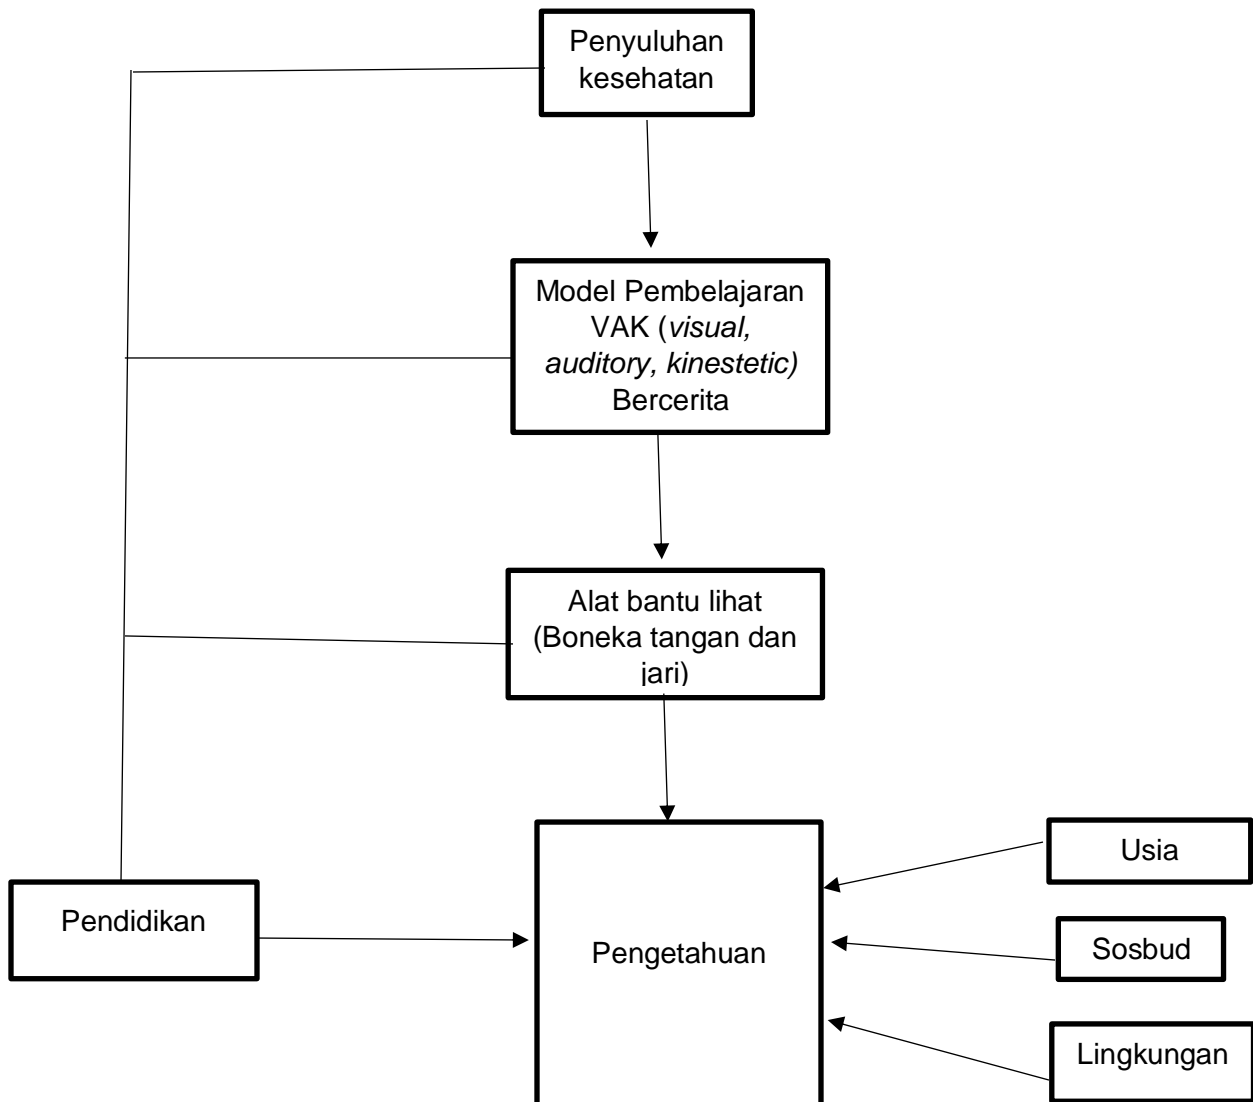 Penyuluhan
kesehatan
Model Pembelajaran
VAK (visual,
auditory, kinestetic)
Bercerita
Alat bantu lihat
(Boneka tangan dan
jari)
Usia
Pendidikan
Pengetahuan
Sosbud
Lingkungan